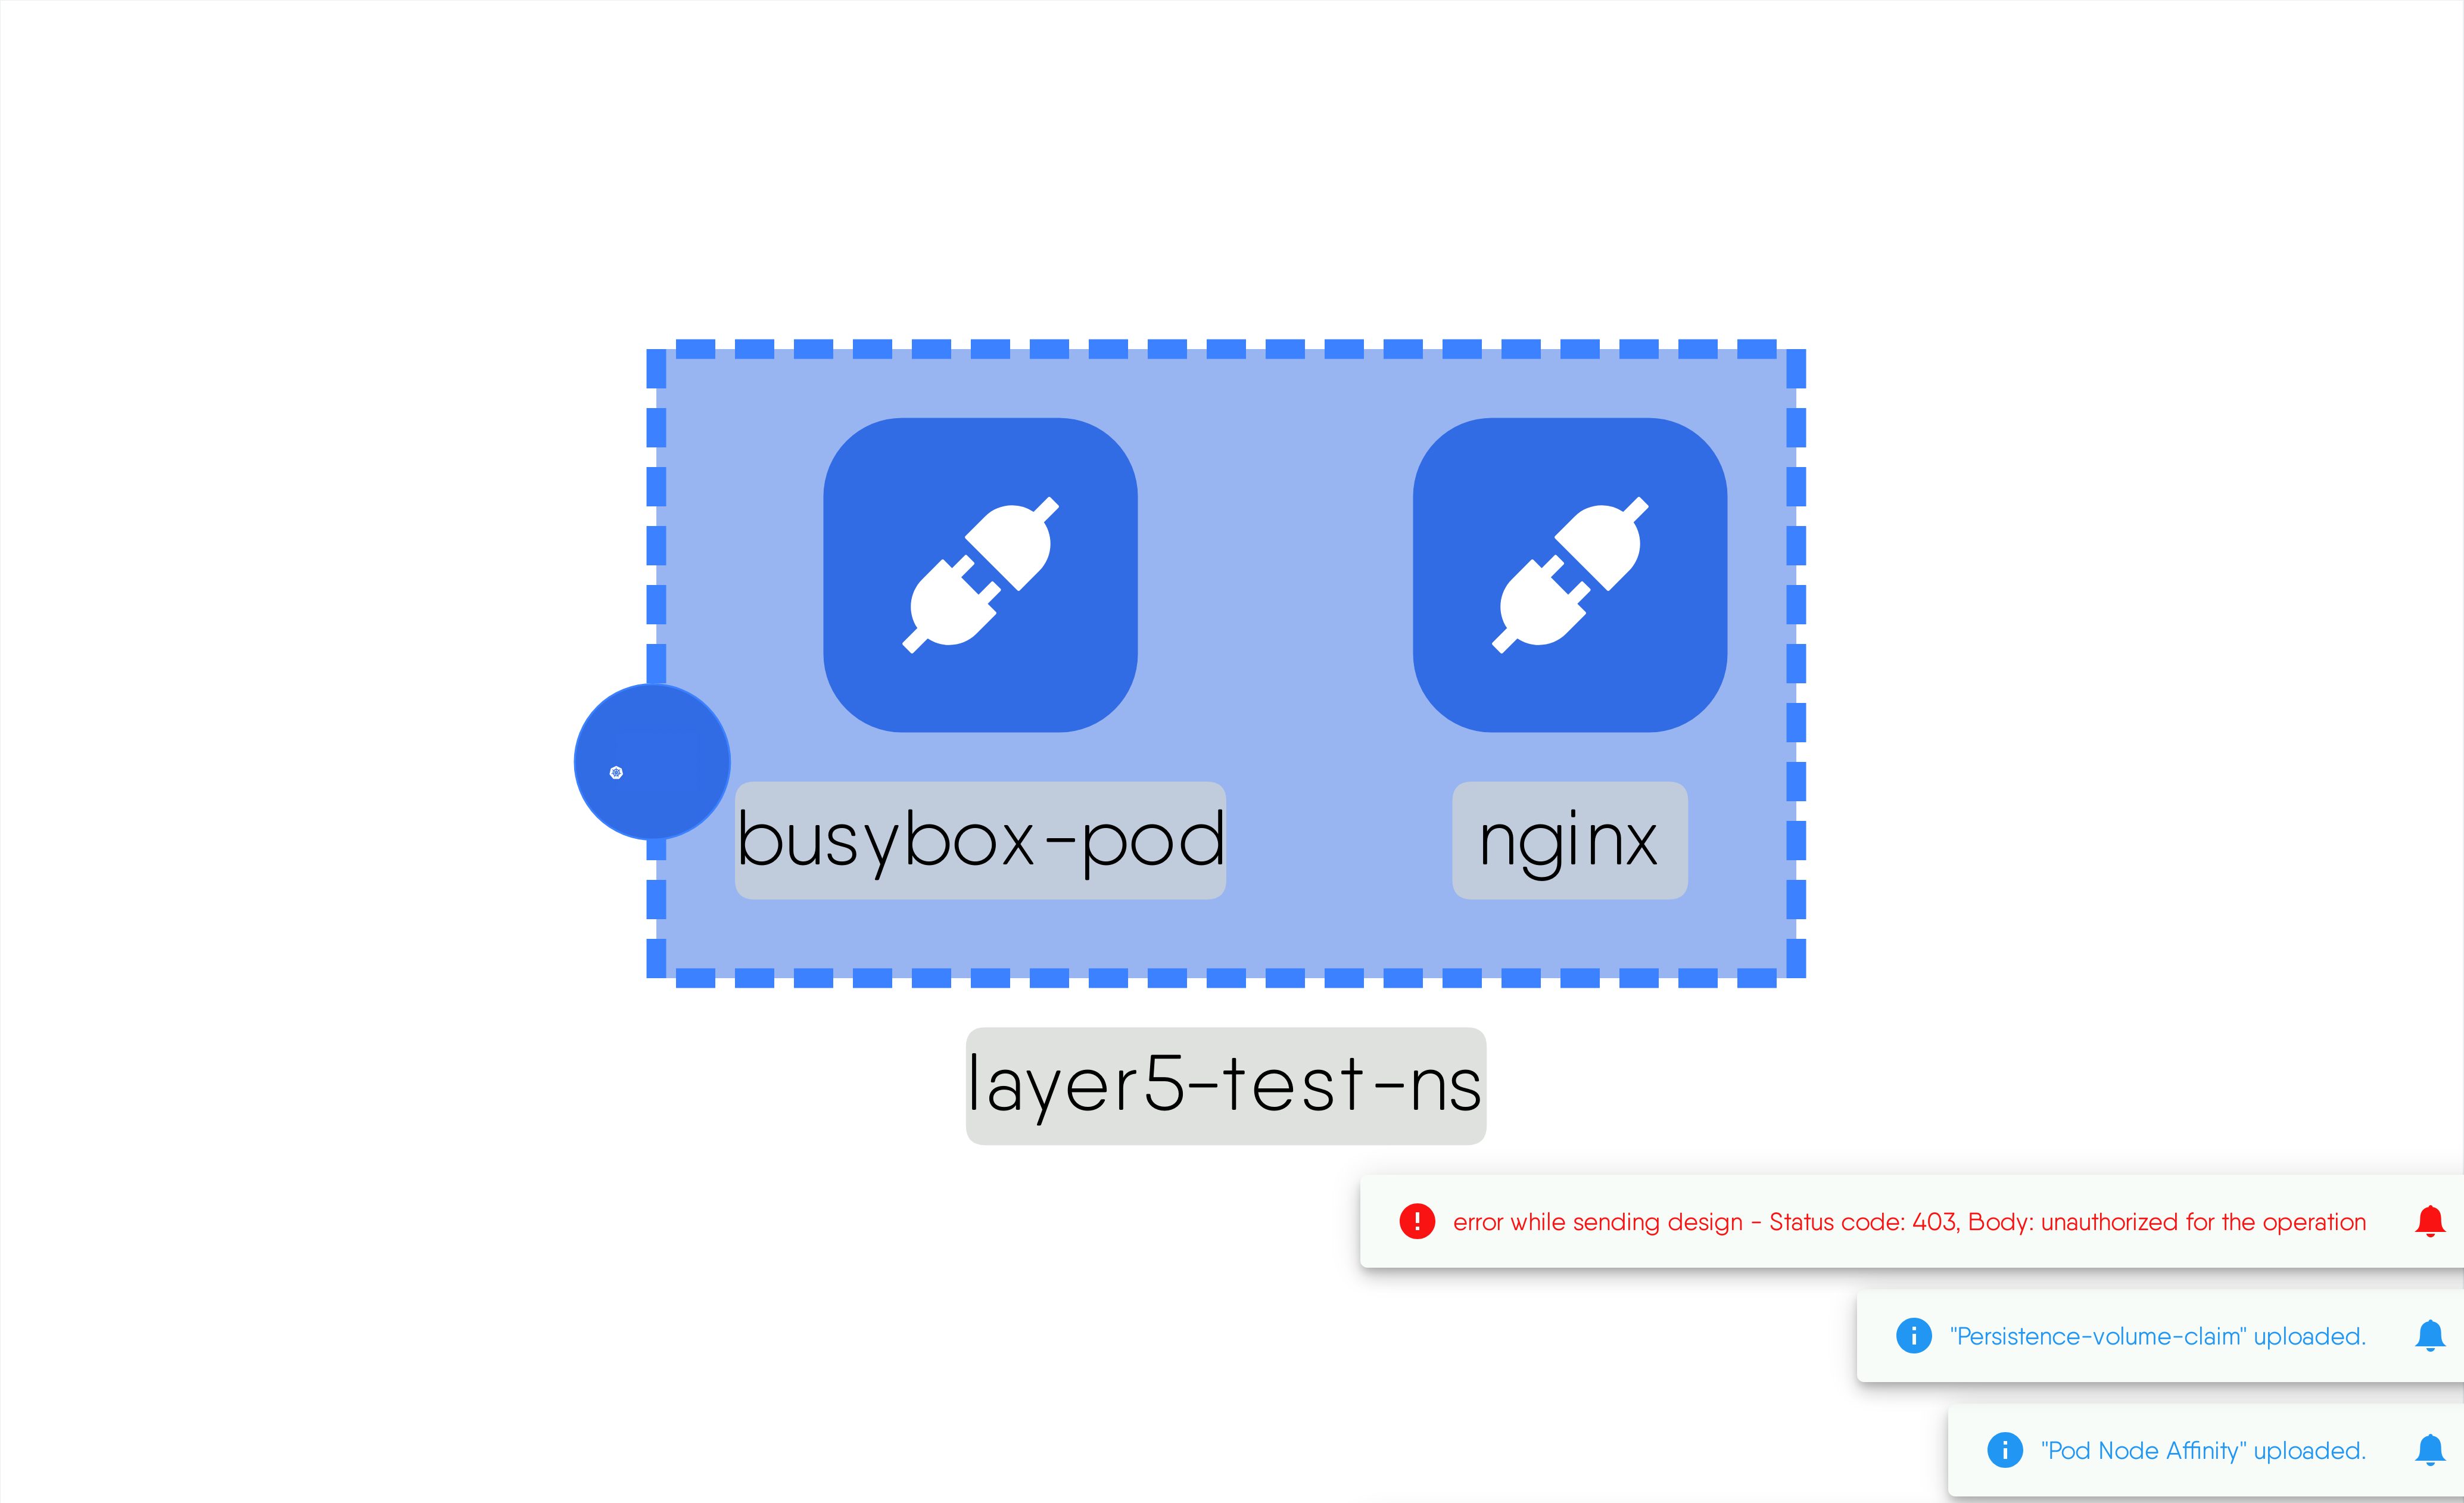 busybox-pod
nginx
layer5-test-ns
error while sending design - Status code: 403, Body: unauthorized for the operation
"Persistence-volume-claim" uploaded.
"Pod Node Affinity" uploaded.